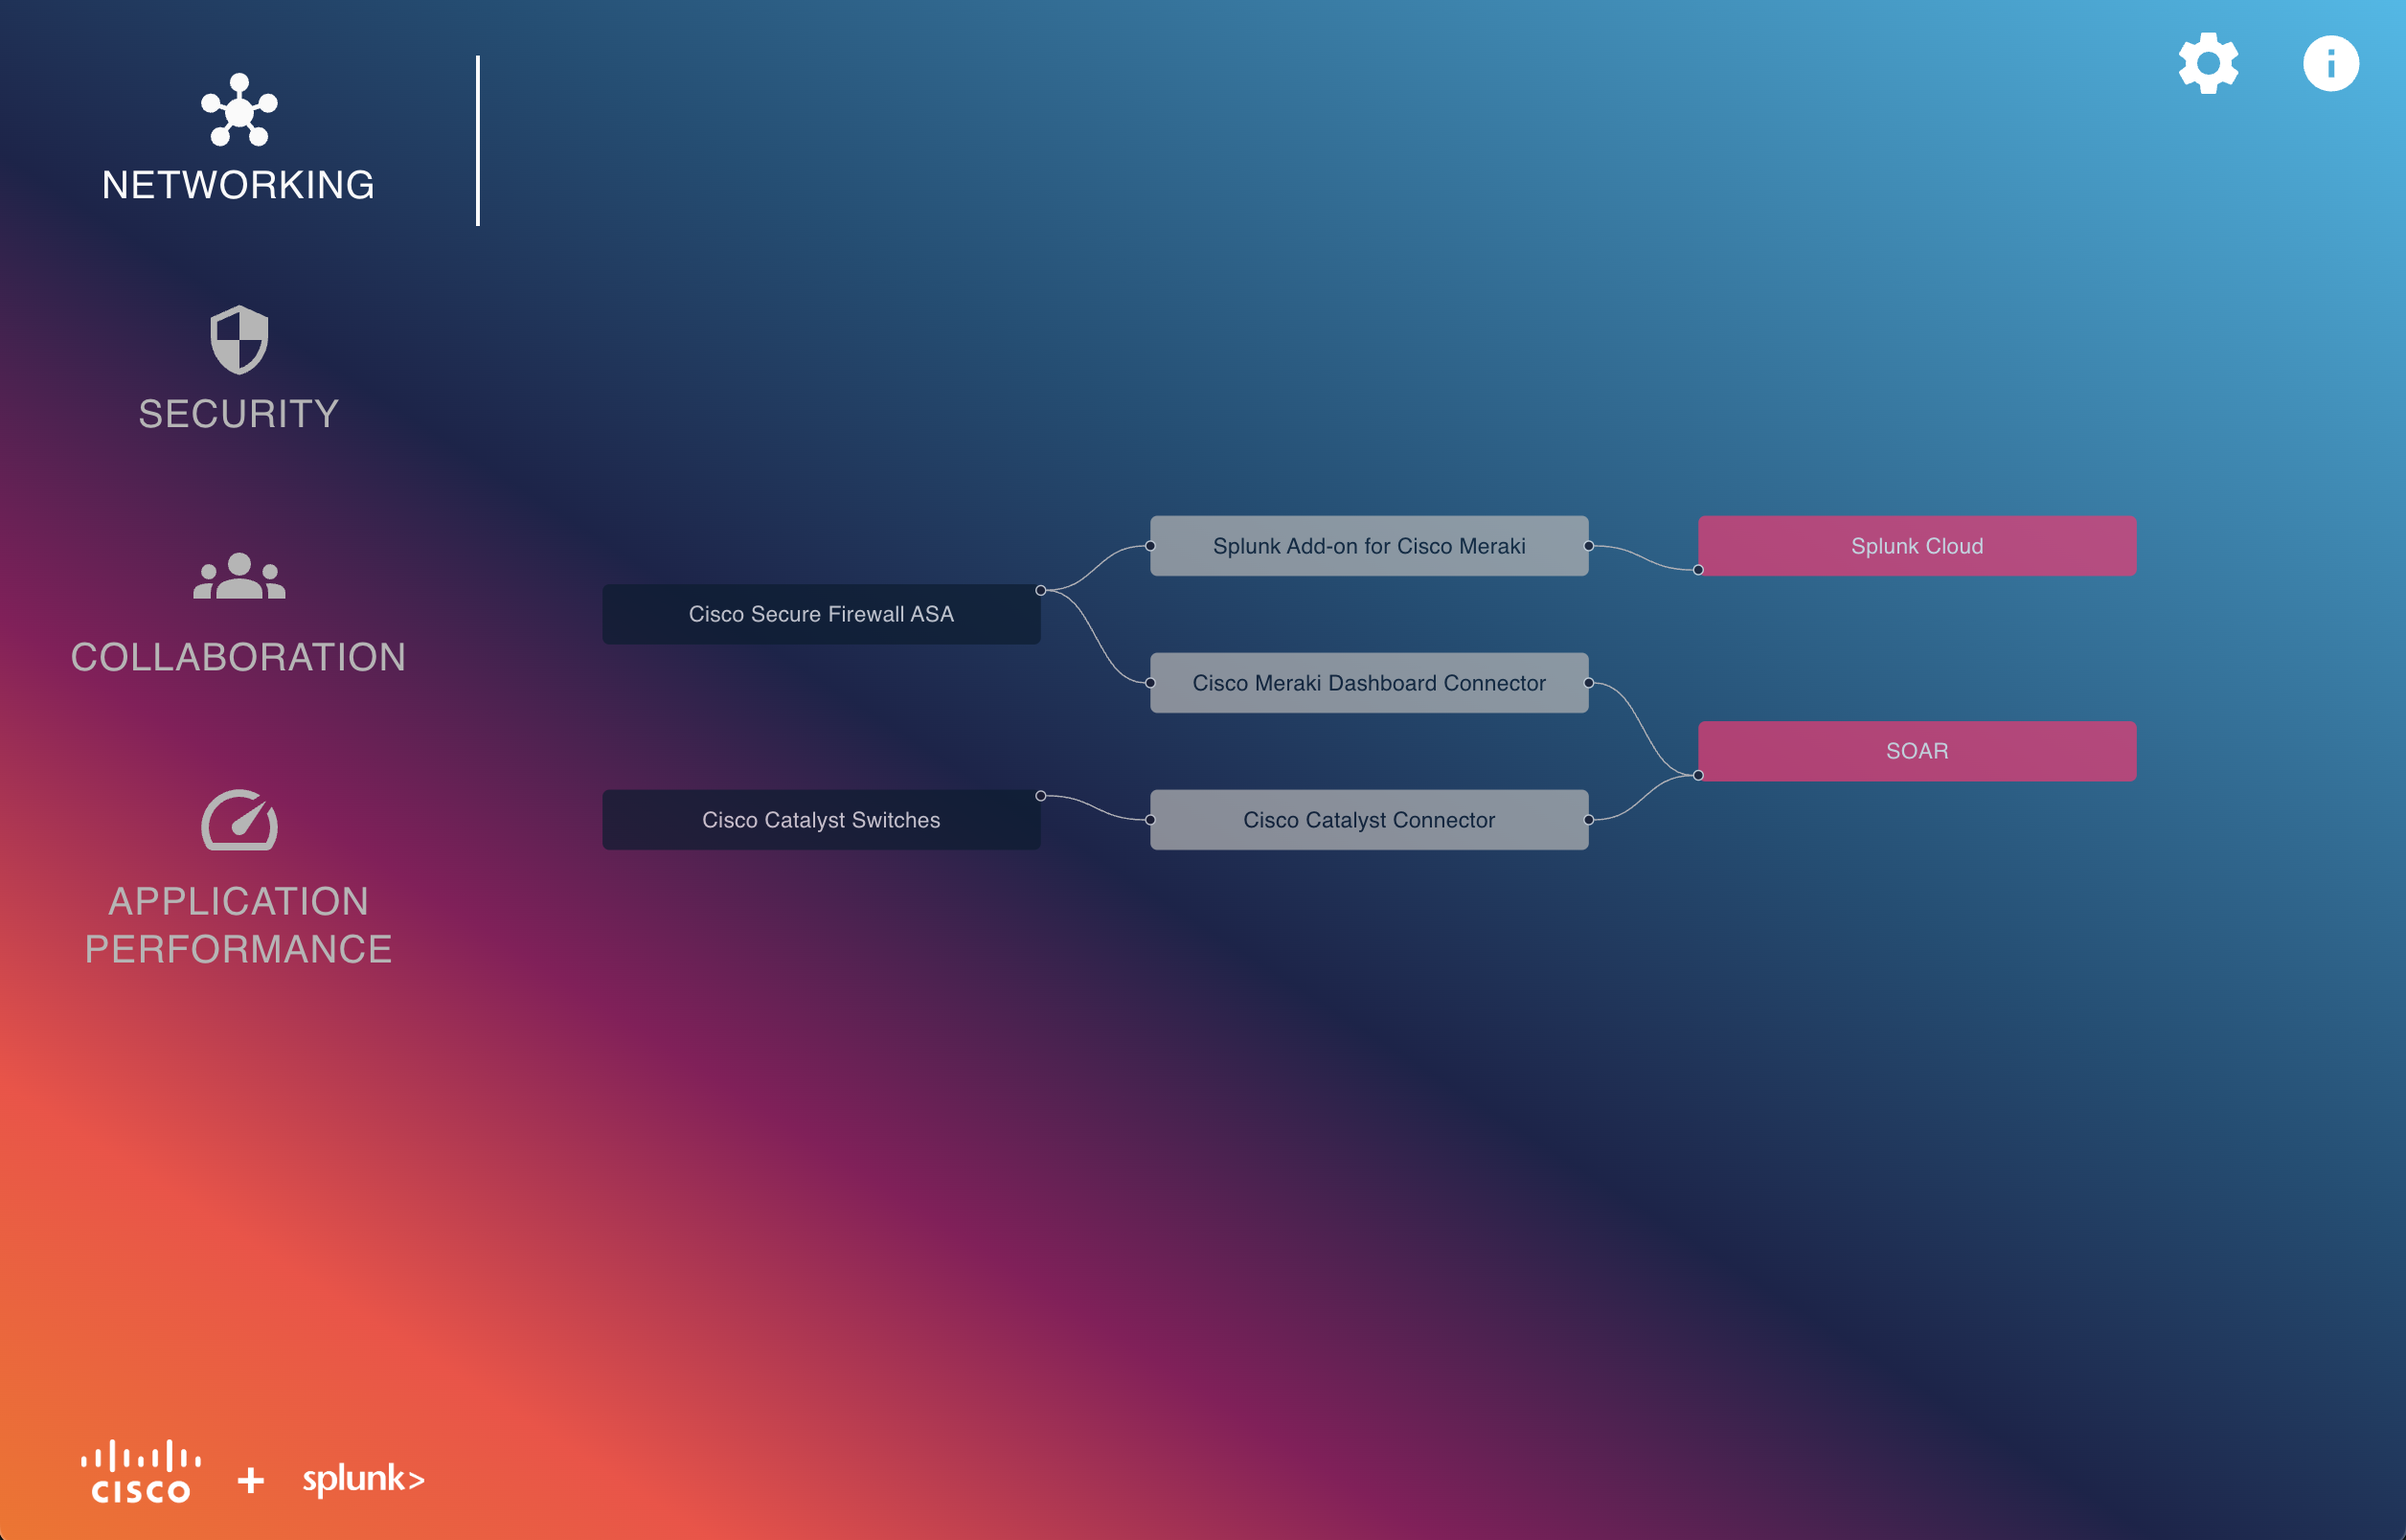 NETWORKING
SECURITY
COLLABORATION
APPLICATION
PERFORMANCE
Cisco Secure Firewall ASA
Cisco Catalyst Switches
Splunk Add-on for Cisco Meraki
Cisco Meraki Dashboard Connector
Cisco Catalyst Connector
Splunk Cloud
SOAR
CISCO + splunk>